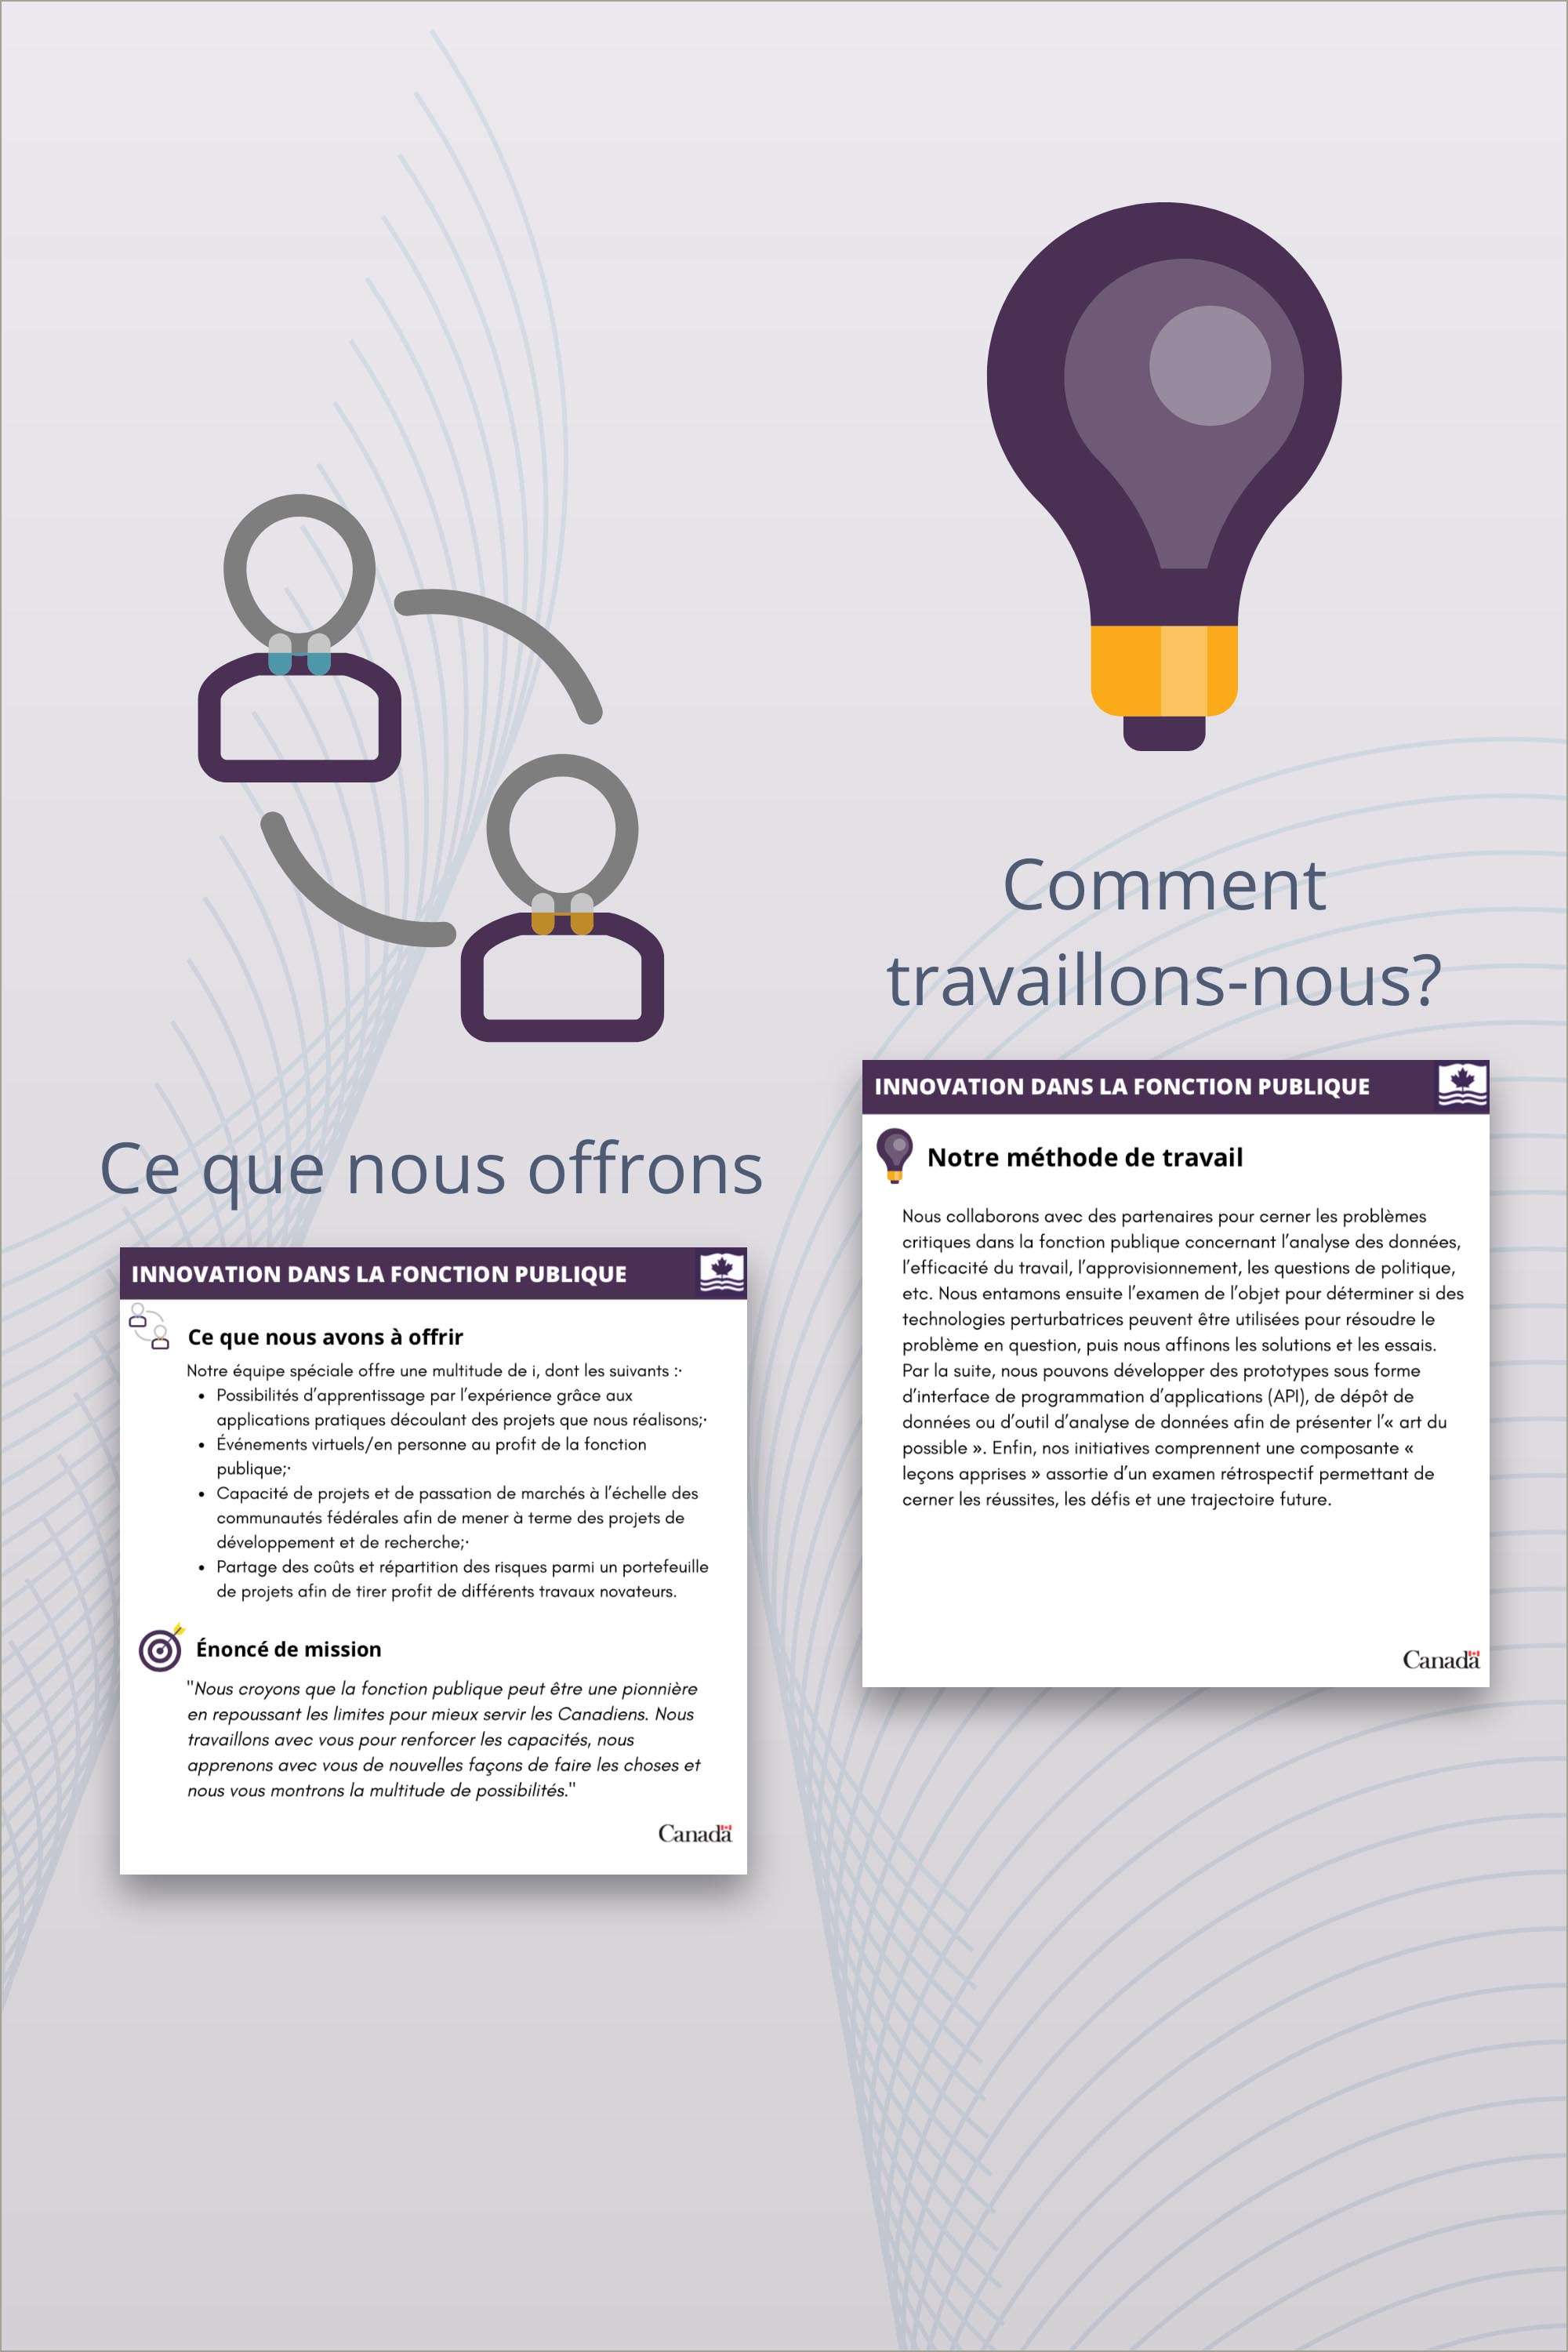 Ce que nous offrons
INNOVATION DANS LA FONCTION PUBLIQUE
Ce que nous avons à offrir
Notre équipe spéciale offre une multitude de i, dont les suivants :·
• Possibilités d'apprentissage par l'expérience grâce aux
applications pratiques découlant des projets que nous réalisons;·
• Événements virtuels/en personne au profit de la fonction
publique;·
• Capacité de projets et de passation de marchés à l'échelle des
communautés fédérales afin de mener à terme des projets de
développement et de recherche;·
• Partage des coûts et répartition des risques parmi un portefeuille
de projets afin de tirer profit de différents travaux novateurs.
Énoncé de mission
"Nous croyons que la fonction publique peut être une pionnière
en repoussant les limites pour mieux servir les Canadiens. Nous
travaillons avec vous pour renforcer les capacités, nous
apprenons avec vous de nouvelles façons de faire les choses et
nous vous montrons la multitude de possibilités."
Canada
Comment
travaillons-nous?
INNOVATION DANS LA FONCTION PUBLIQUE
Notre méthode de travail
Nous collaborons avec des partenaires pour cerner les problèmes
critiques dans la fonction publique concernant l'analyse des données,
l'efficacité du travail, l'approvisionnement, les questions de politique,
etc. Nous entamons ensuite l'examen de l'objet pour déterminer si des
technologies perturbatrices peuvent être utilisées pour résoudre le
problème en question, puis nous affinons les solutions et les essais.
Par la suite, nous pouvons développer des prototypes sous forme
d'interface de programmation d'applications (API), de dépôt de
données ou d'outil d'analyse de données afin de présenter l'« art du
possible ». Enfin, nos initiatives comprennent une composante «
leçons apprises » assortie d'un examen rétrospectif permettant de
cerner les réussites, les défis et une trajectoire future.
Canada